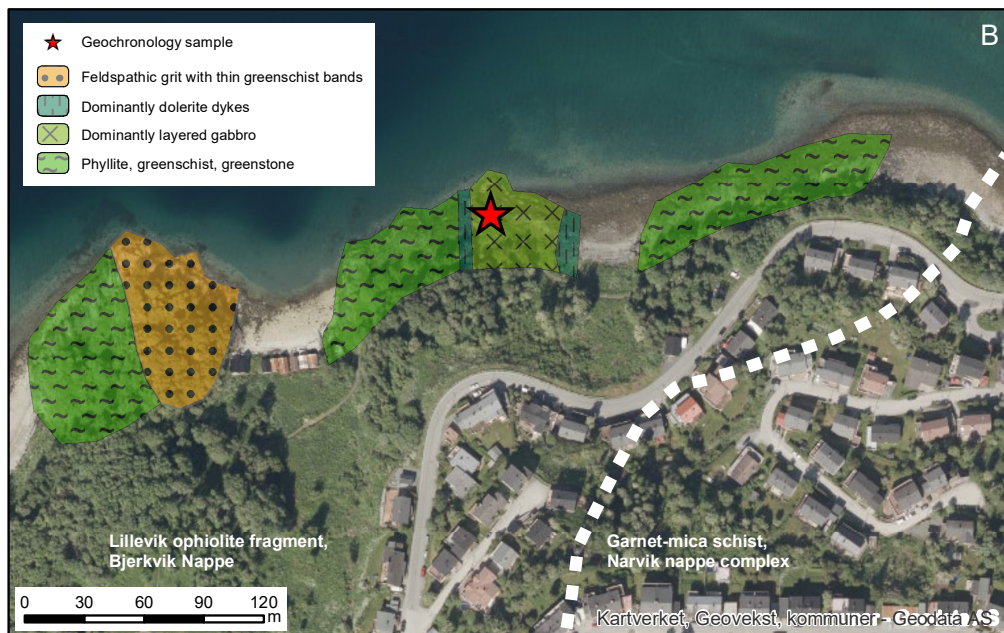 B
Geochronology sample
Feldspathic grit with thin greenschist bands
Dominantly dolerite dykes
Dominantly layered gabbro
Phyllite, greenschist, greenstone
Lillevik ophiolite fragment,
Bjerkvik Nappe
Garnet-mica schist,
Narvik nappe complex
0 30 60 90 120
m
Kartverket, Geovekst, kommuner - Geodata AS